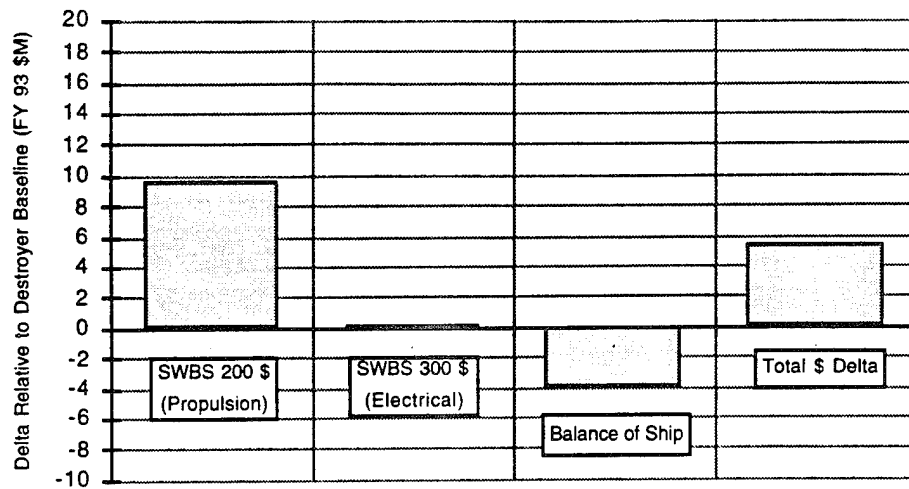 Delta Relative to Destroyer Baseline (FY 93 $M)
20
18
16
14
12
10
8
6
4
2
0
-2
-4
-6
-8
-10
SWBS 200 $
(Propulsion)
SWBS 300 $
(Electrical)
Balance of Ship
Total $ Delta